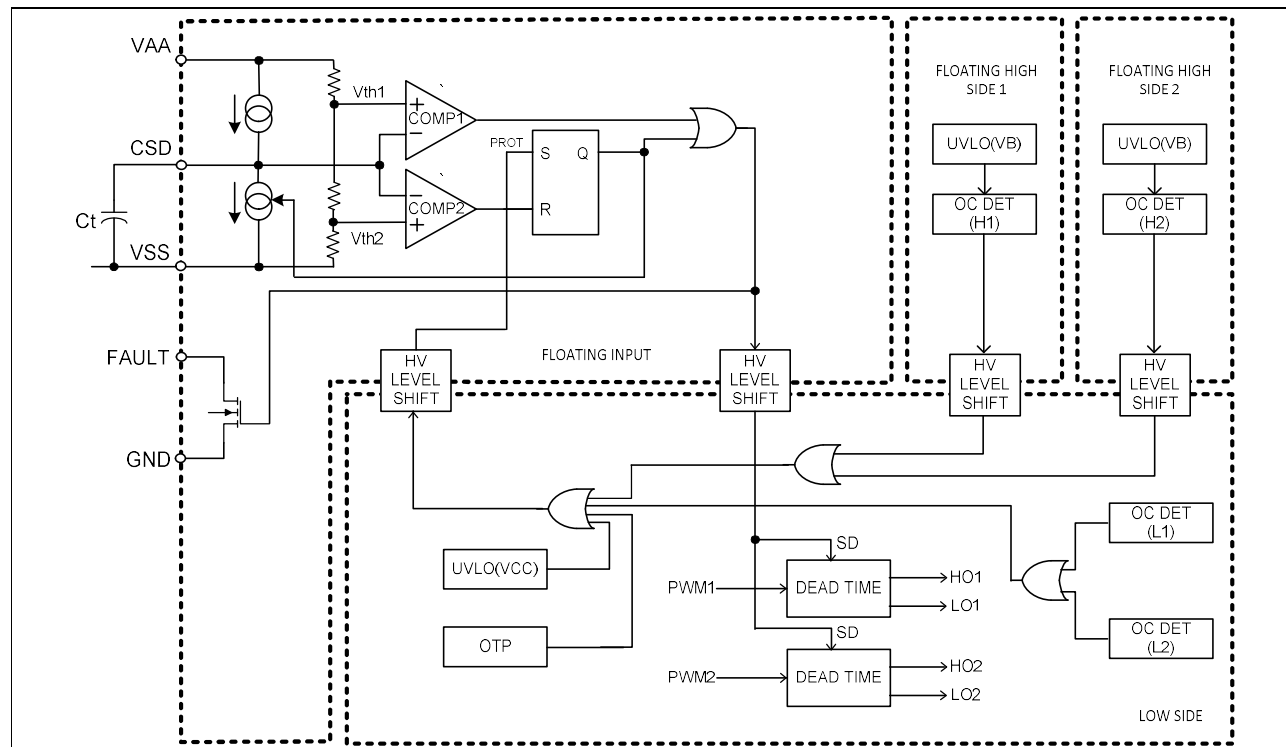 VAA
CSD
Ct
VSS
FAULT
GND
Vth1
Vth2
+
COMP1
−
−
COMP2
+
PROT
S
Q
R
FLOATING INPUT
FLOATING HIGH
SIDE 1
UVLO(VB)
OC DET
(H1)
FLOATING HIGH
SIDE 2
UVLO(VB)
OC DET
(H2)
HV
LEVEL
SHIFT
HV
LEVEL
SHIFT
HV
LEVEL
SHIFT
HV
LEVEL
SHIFT
UVLO(VCC)
OTP
SD
PWM1
DEAD TIME
HO1
LO1
SD
PWM2
DEAD TIME
HO2
LO2
OC DET
(L1)
OC DET
(L2)
LOW SIDE